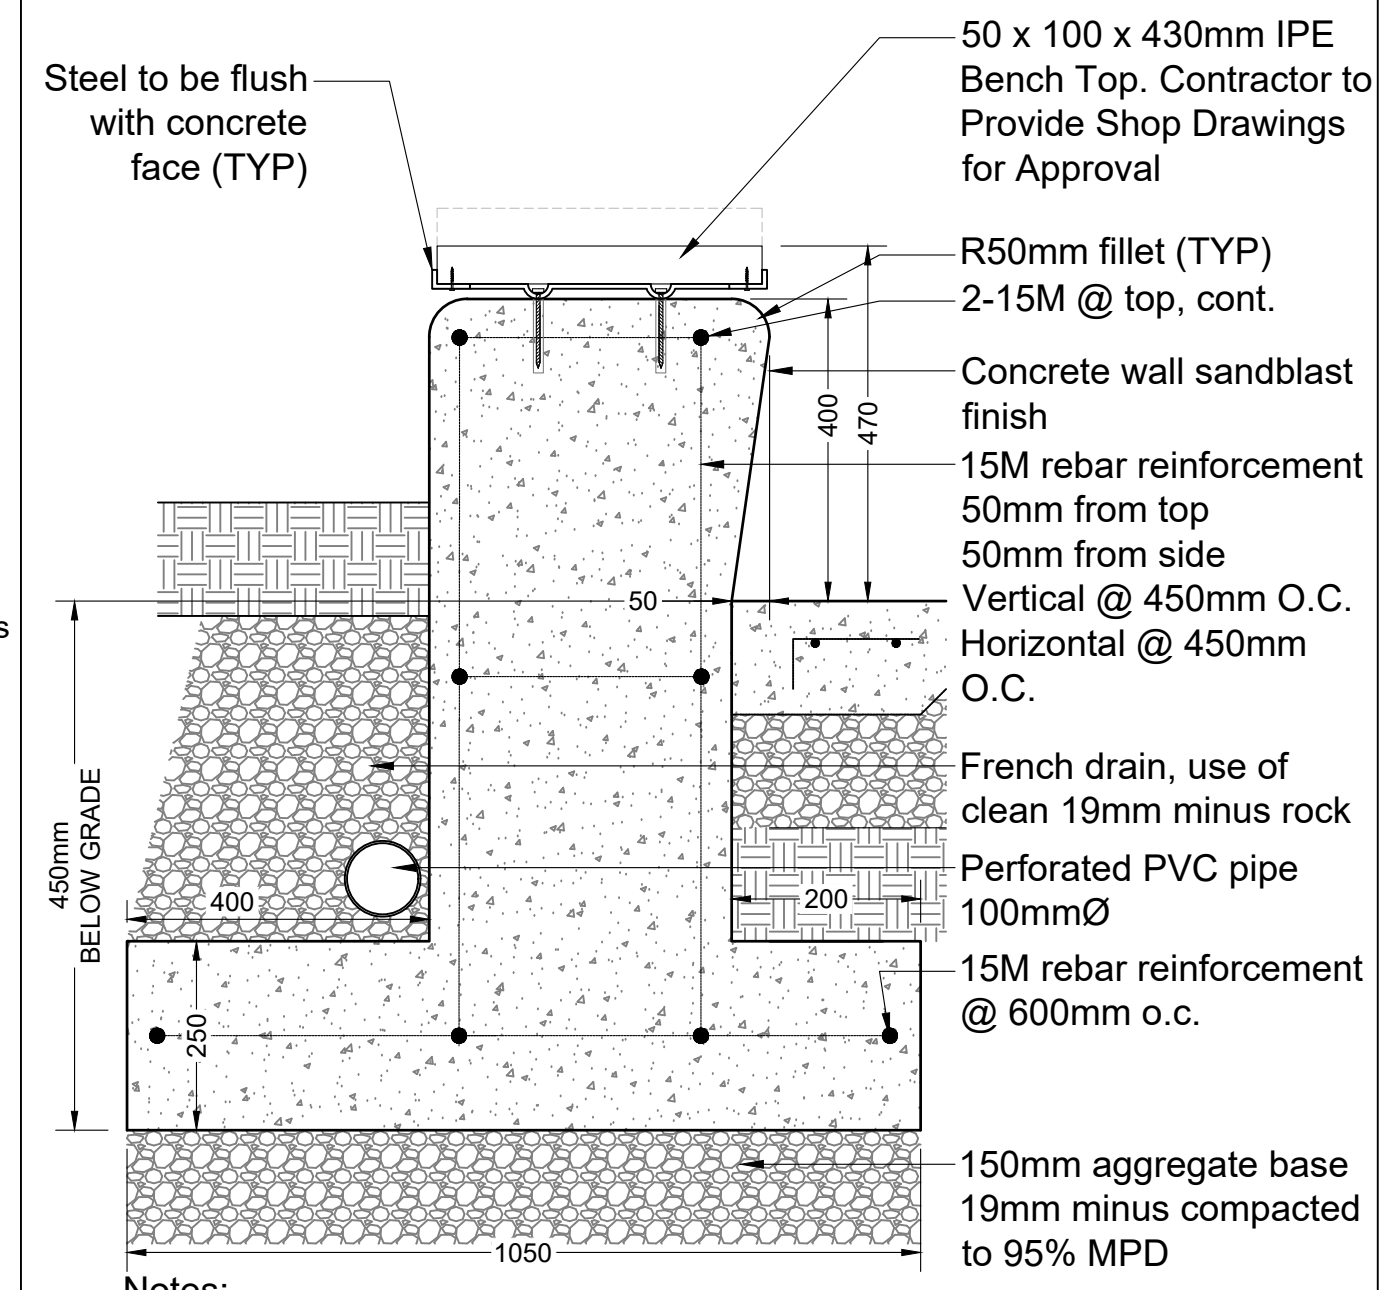 50 x 100 x 430mm IPE
Bench Top. Contractor to
Provide Shop Drawings
for Approval
Steel to be flush
with concrete
face (TYP)
R50mm fillet (TYP)
2-15M @ top, cont.
Concrete wall sandblast
finish
400
470
15M rebar reinforcement
50mm from top
50mm from side
Vertical @ 450mm O.C.
Horizontal @ 450mm
O.C.
50
s
French drain, use of
clean 19mm minus rock
450mm
BELOW GRADE
Perforated PVC pipe
100mmØ
400
200
15M rebar reinforcement
@ 600mm o.c.
250
150mm aggregate base
19mm minus compacted
to 95% MPD
1050
Notes: